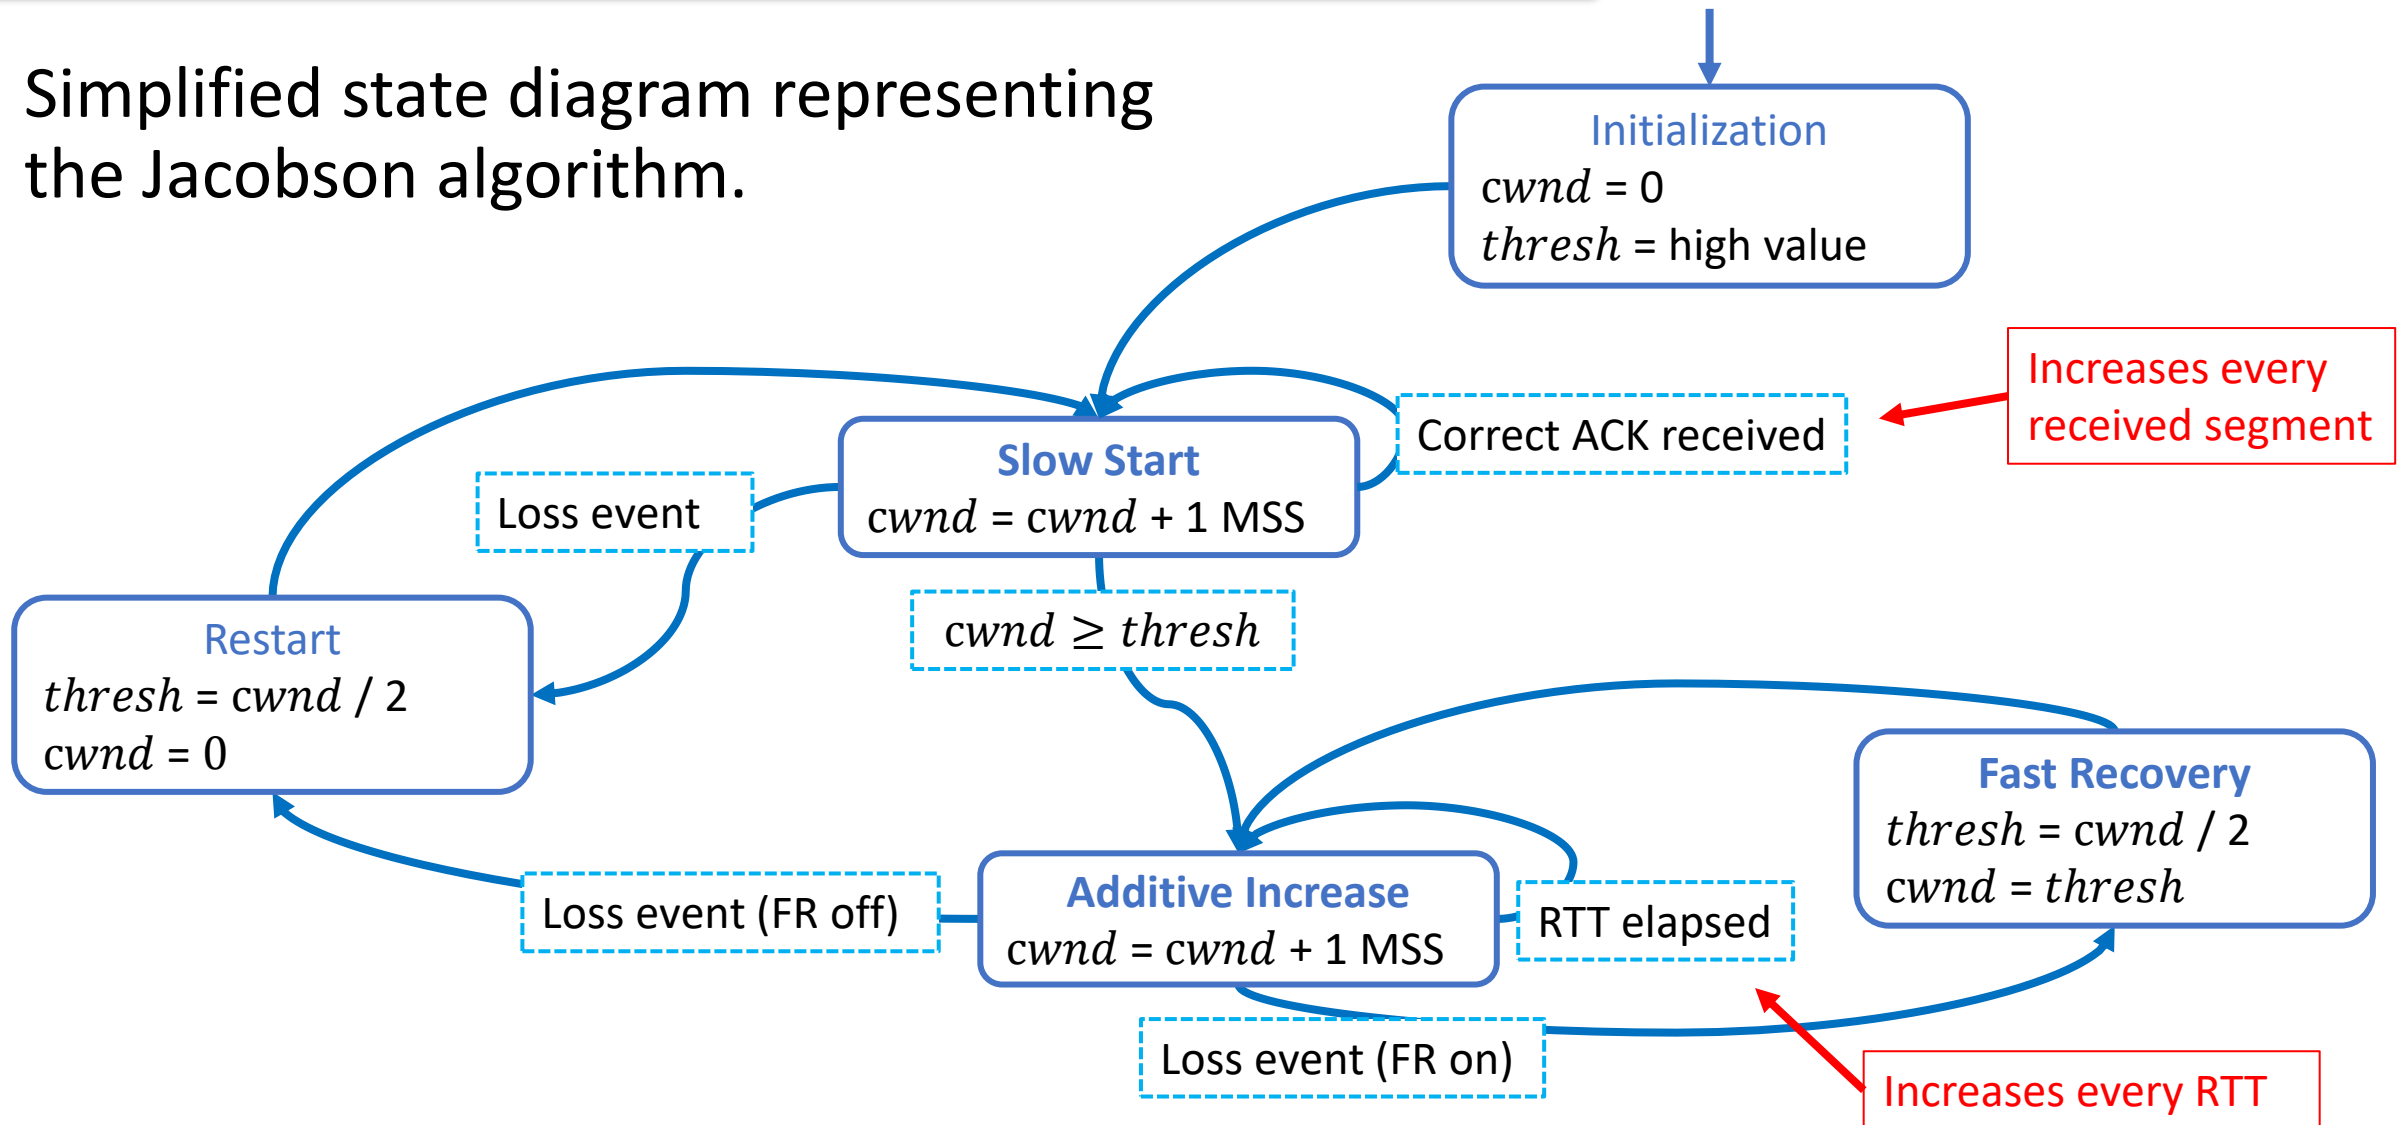 Simplified state diagram representing
the Jacobson algorithm.
Initialization
cwnd = 0
thresh = high value
Increases every
received segment
Correct ACK received
Slow Start
cwnd = cwnd + 1 MSS
Loss event
cwnd ≥ thresh
Restart
thresh = cwnd / 2
cwnd = 0
Fast Recovery
thresh = cwnd / 2
cwnd = thresh
Additive Increase
cwnd = cwnd + 1 MSS
RTT elapsed
Loss event (FR off)
Loss event (FR on)
Increases every RTT